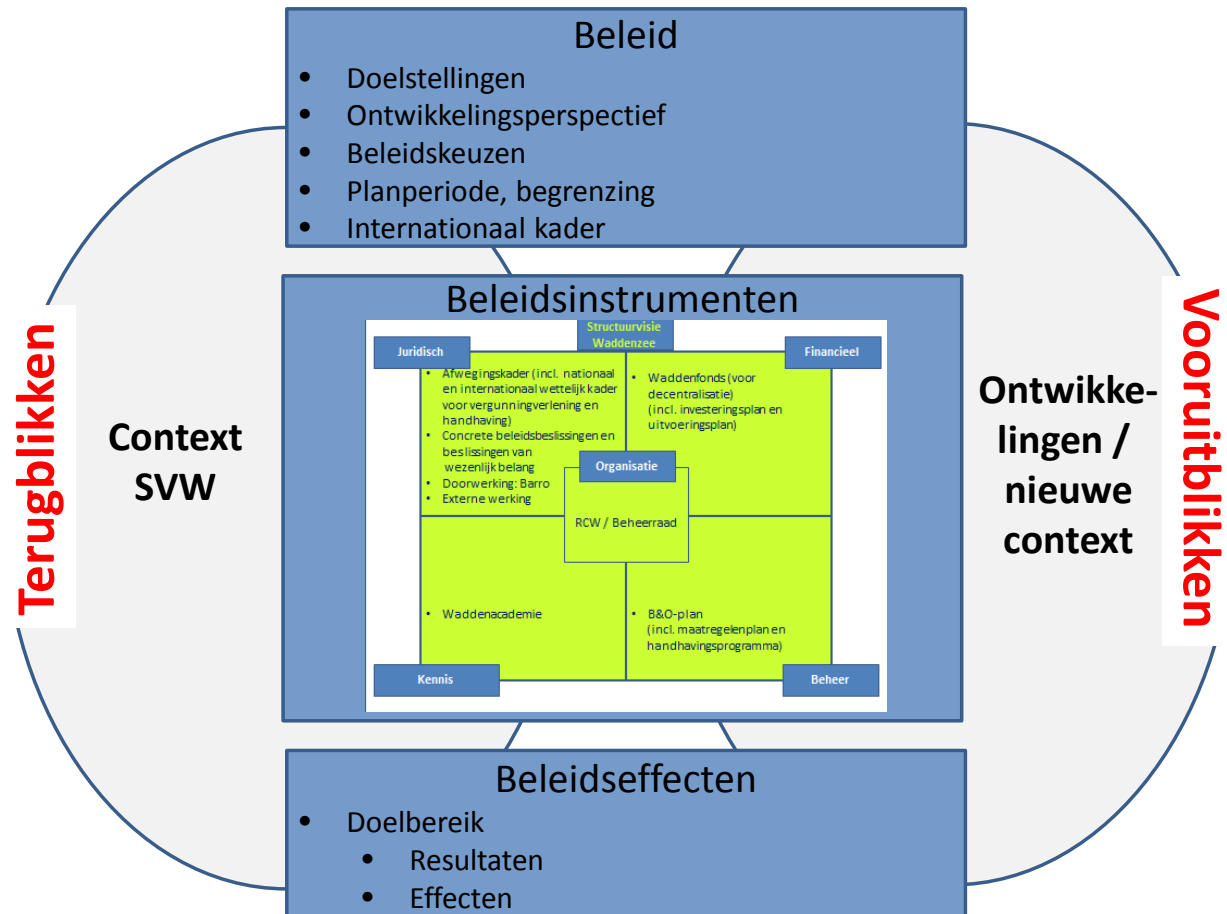 Beleid
• Doelstellingen
• Ontwikkelingsperspectief
• Beleidskeuzen
• Planperiode, begrenzing
• Internationaal kader
Terugblikken
Context
SVW
Beleidsinstrumenten
Structuurvisie
Waddenzee
Juridisch
Financieel
• Afwegingskader (incl. nationaal
en internationaal wettelijk kader
voor vergunningverlening en
handhaving)
• Concrete beleidsbeslissingen en
beslissingen van
wezenlijk belang
• Doorwerking: Barro
• Externe werking
• Waddenfonds (voor
decentralisatie)
(incl. investeringsplan en
uitvoeringsplan)
Organisatie
RCW / Beheerraad
• Waddenacademie
• B&O-plan
(incl. maatregelenplan en
handhavingsprogramma)
Kennis
Beheer
Ontwikke-
lingen /
nieuwe
context
Vooruitblikken
Beleidseffecten
• Doelbereik
• Resultaten
• Effecten